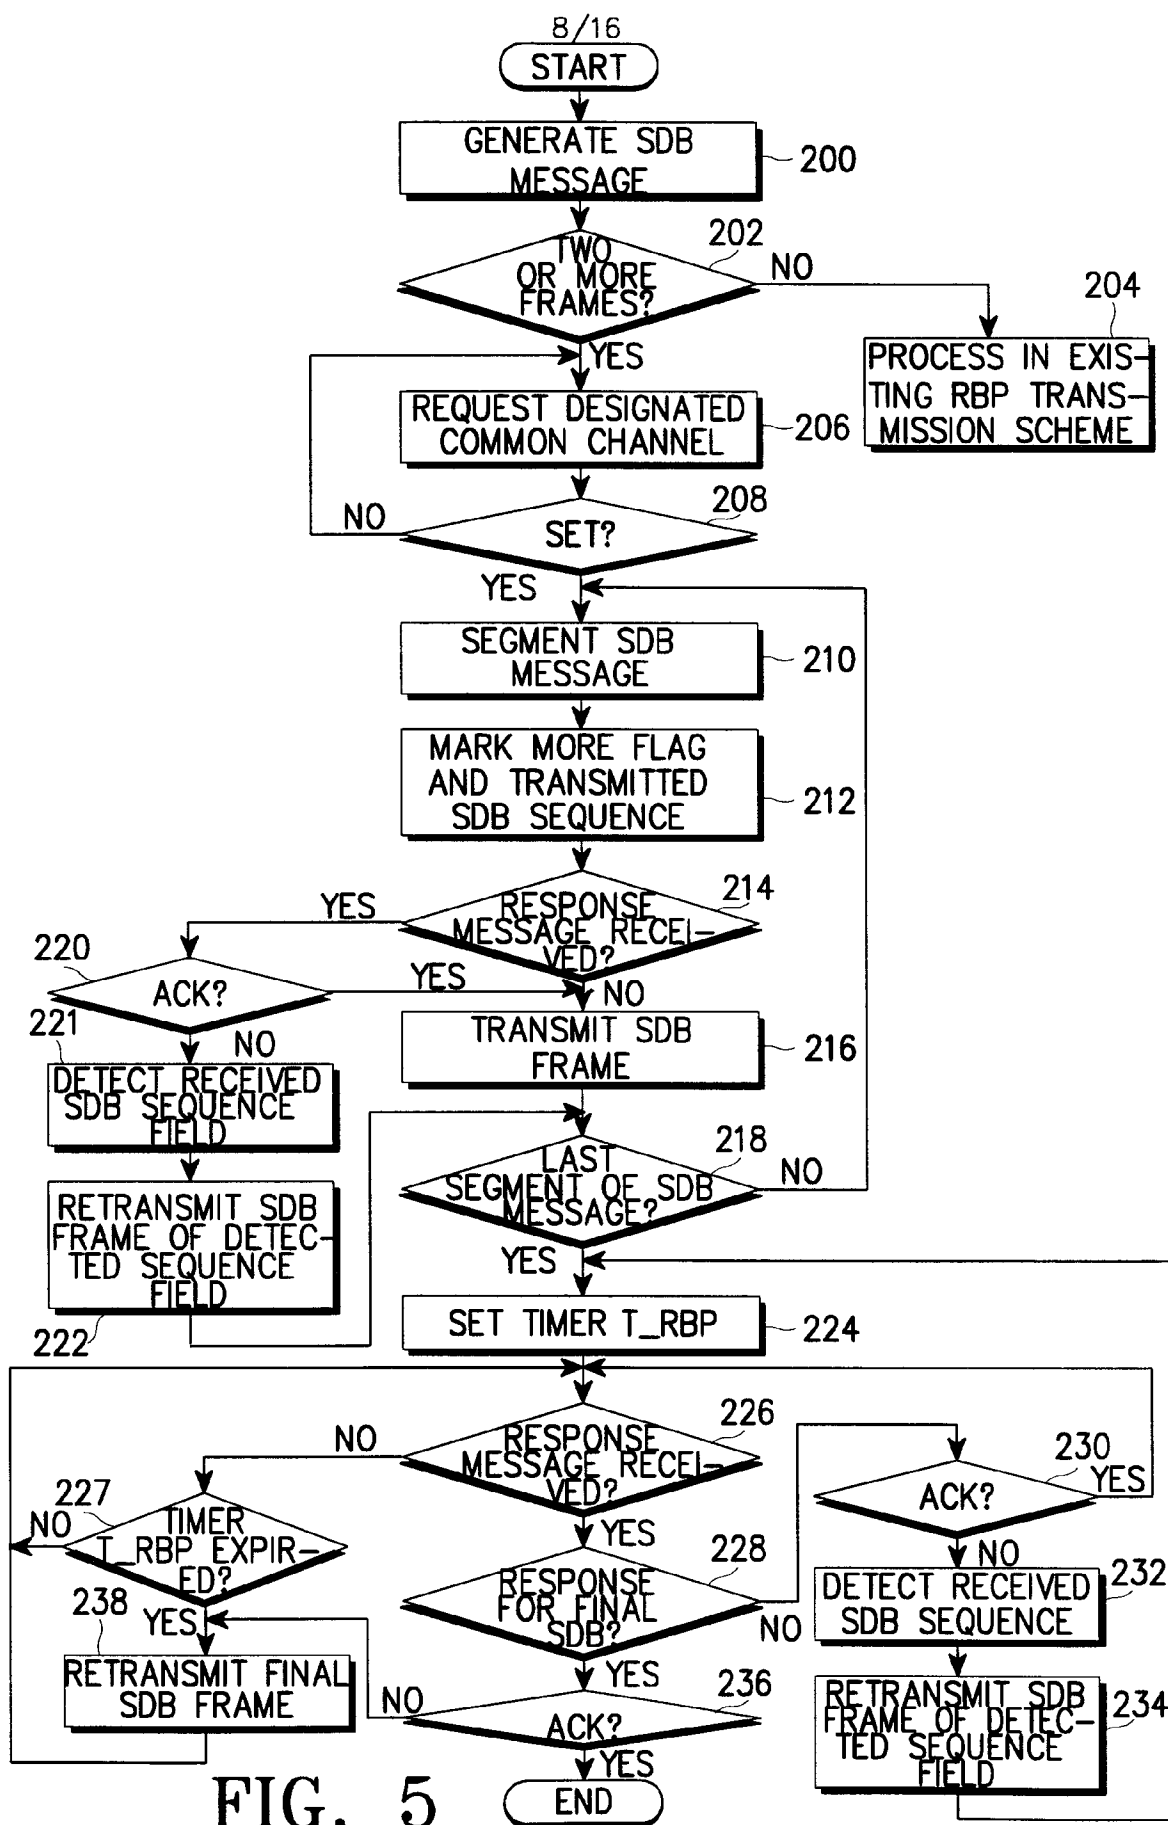 8/16
START
GENERATE SDB
MESSAGE
200
TWO
OR MORE
FRAMES?
202
NO
204
PROCESS IN EXIS-
TING RBP TRANS-
MISSION SCHEME
YES
REQUEST DESIGNATED
COMMON CHANNEL
206
208
NO
SET?
YES
SEGMENT SDB
MESSAGE
210
MARK MORE FLAG
AND TRANSMITTED
SDB SEQUENCE
212
214
YES
RESPONSE
MESSAGE RECEI-
VED?
220
ACK?
YES
NO
221
NO
TRANSMIT SDB
FRAME
216
DETECT RECEIVED
SDB SEQUENCE
FIELD
LAST
SEGMENT OF SDB
MESSAGE?
218
NO
RETRANSMIT SDB
FRAME OF DETEC-
TED SEQUENCE
FIELD
222
YES
SET TIMER T_RBP
224
226
NO
RESPONSE
MESSAGE RECEI-
VED?
230
ACK?
YES
227
NO
TIMER
T_RBP EXPIR-
ED?
YES
228
RESPONSE
FOR FINAL
SDB?
NO
NO
DETECT RECEIVED
SDB SEQUENCE
232
238
YES
RETRANSMIT FINAL
SDB FRAME
YES
236
NO
ACK?
RETRANSMIT SDB
FRAME OF DETEC-
TED SEQUENCE
FIELD
234
YES
END
FIG. 5